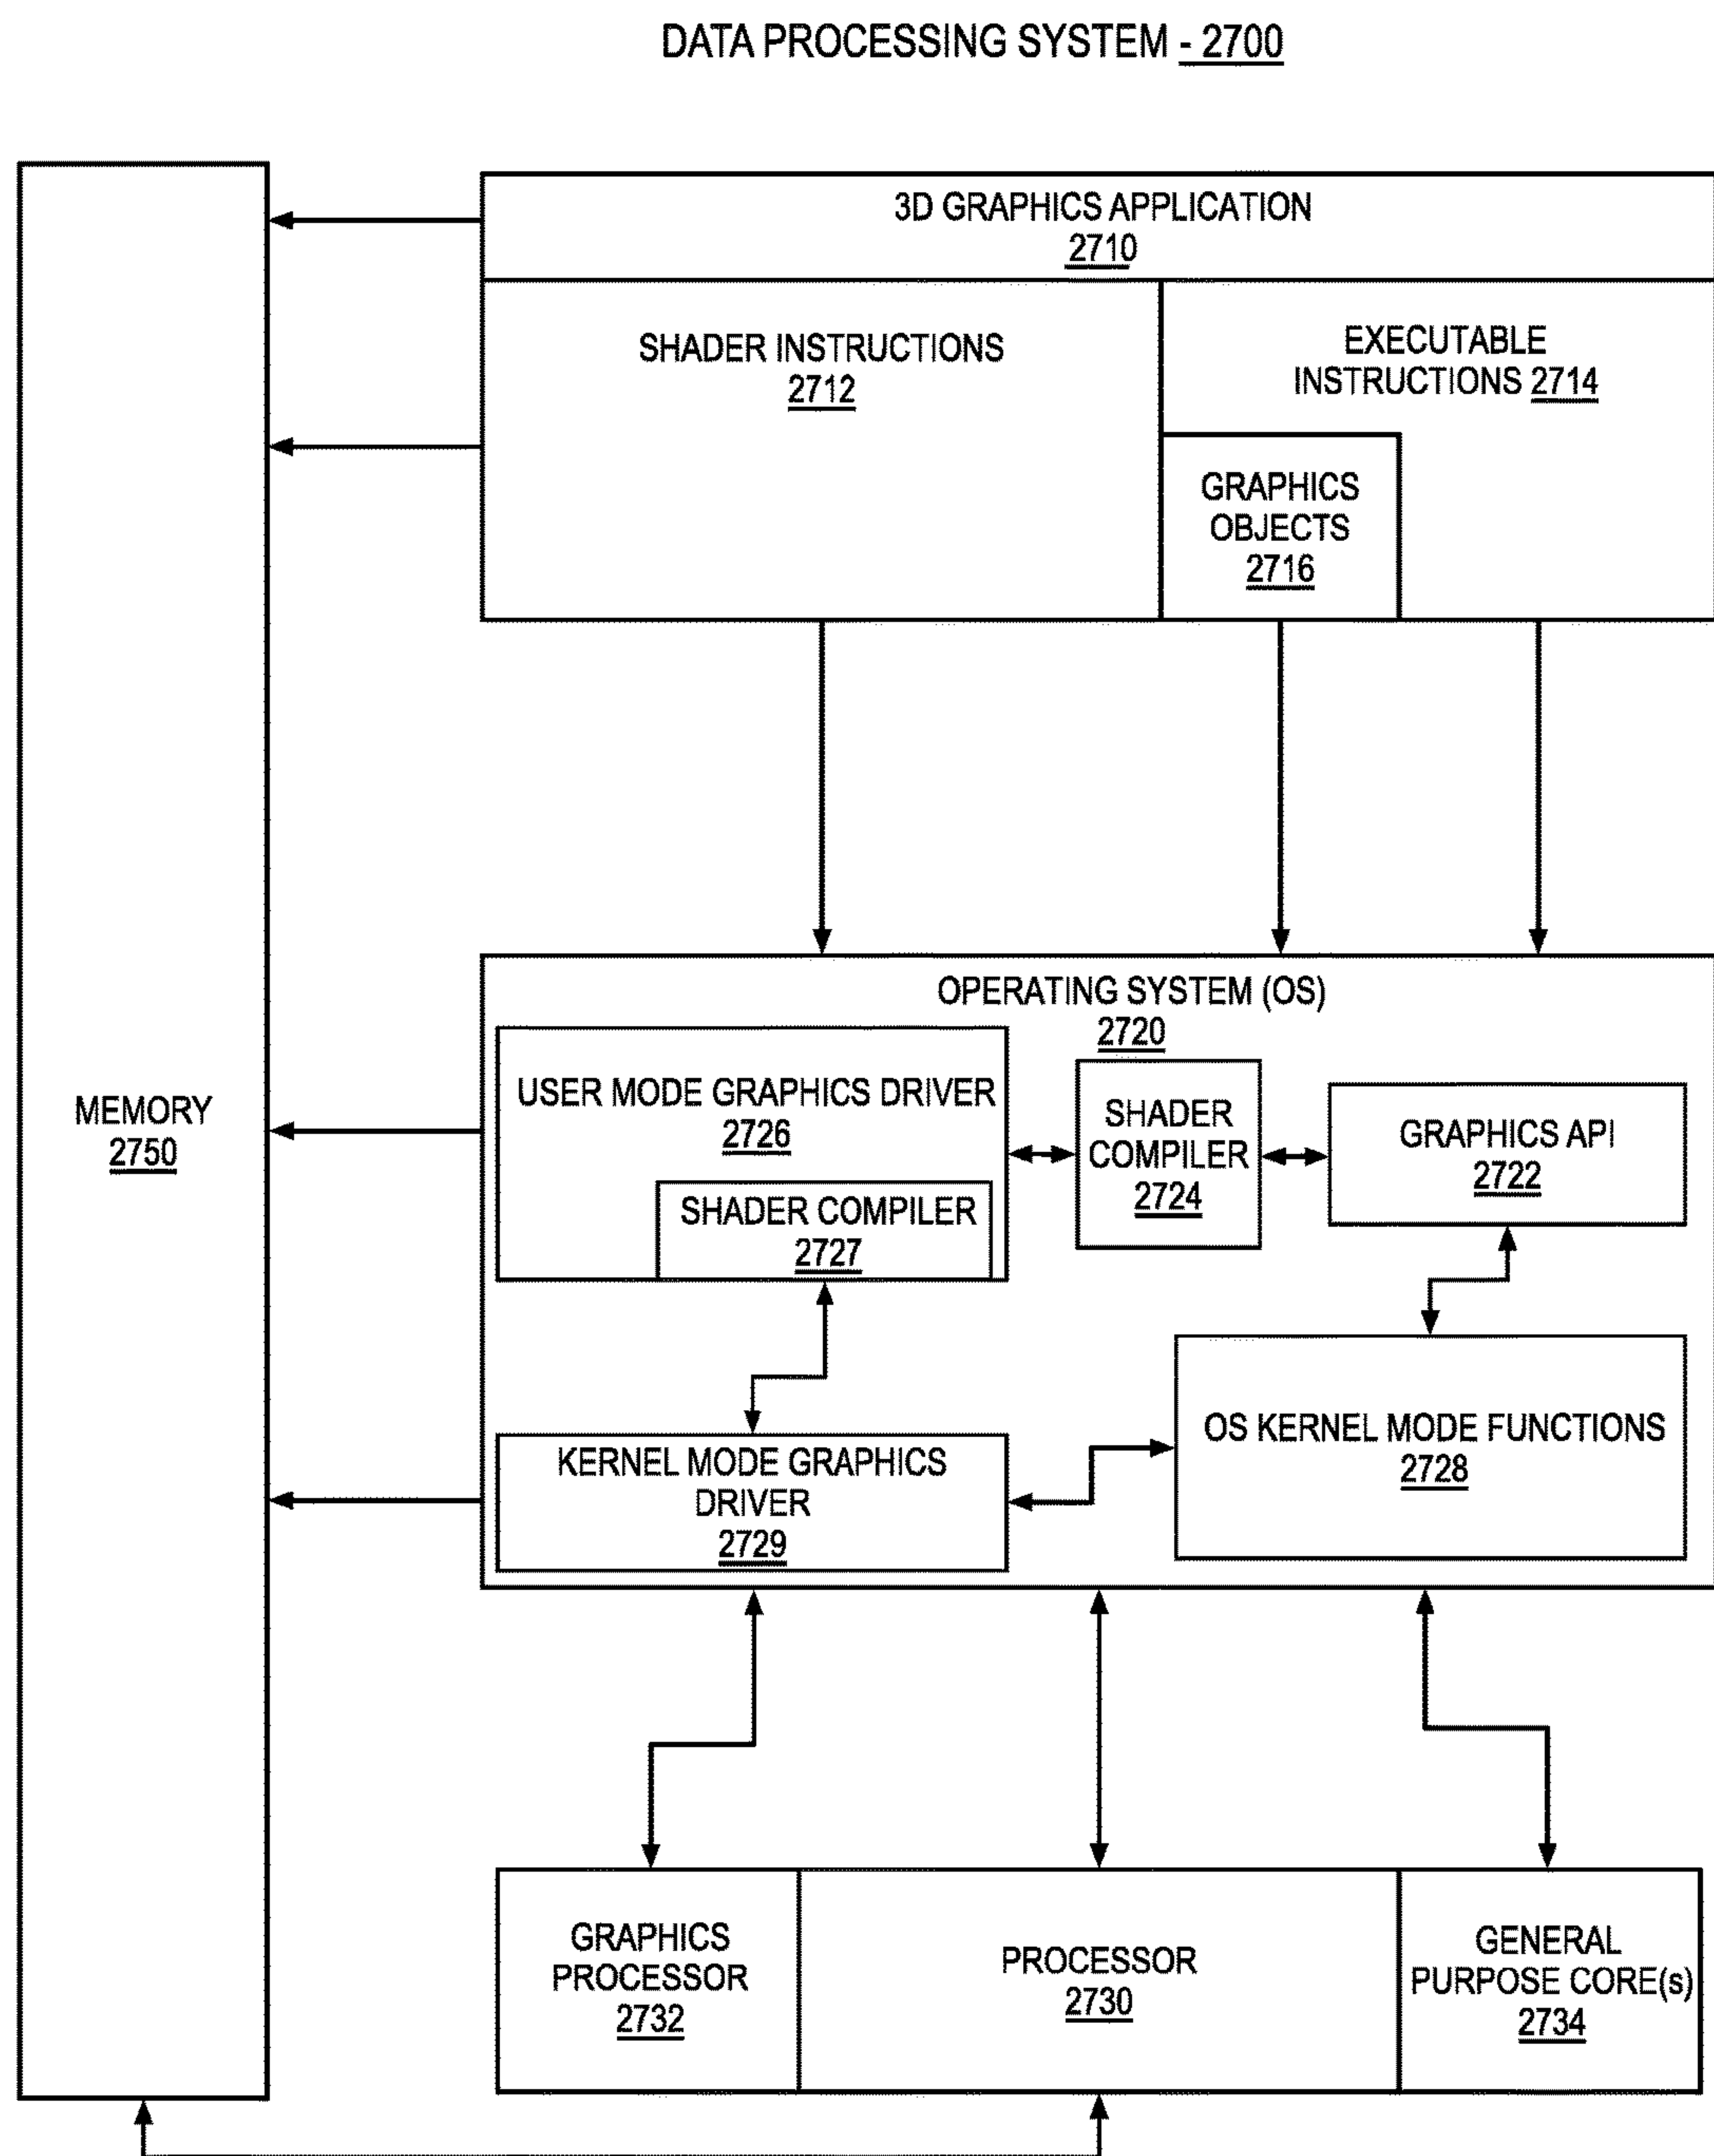 DATA PROCESSING SYSTEM - 2700
3D GRAPHICS APPLICATION
2710
SHADER INSTRUCTIONS
2712
EXECUTABLE
INSTRUCTIONS 2714
GRAPHICS
OBJECTS
2716
MEMORY
2750
OPERATING SYSTEM (OS)
2720
USER MODE GRAPHICS DRIVER
2726
SHADER COMPILER
2727
SHADER
COMPILER
2724
GRAPHICS API
2722
KERNEL MODE GRAPHICS
DRIVER
2729
OS KERNEL MODE FUNCTIONS
2728
GRAPHICS
PROCESSOR
2732
PROCESSOR
2730
GENERAL
PURPOSE CORE(s)
2734